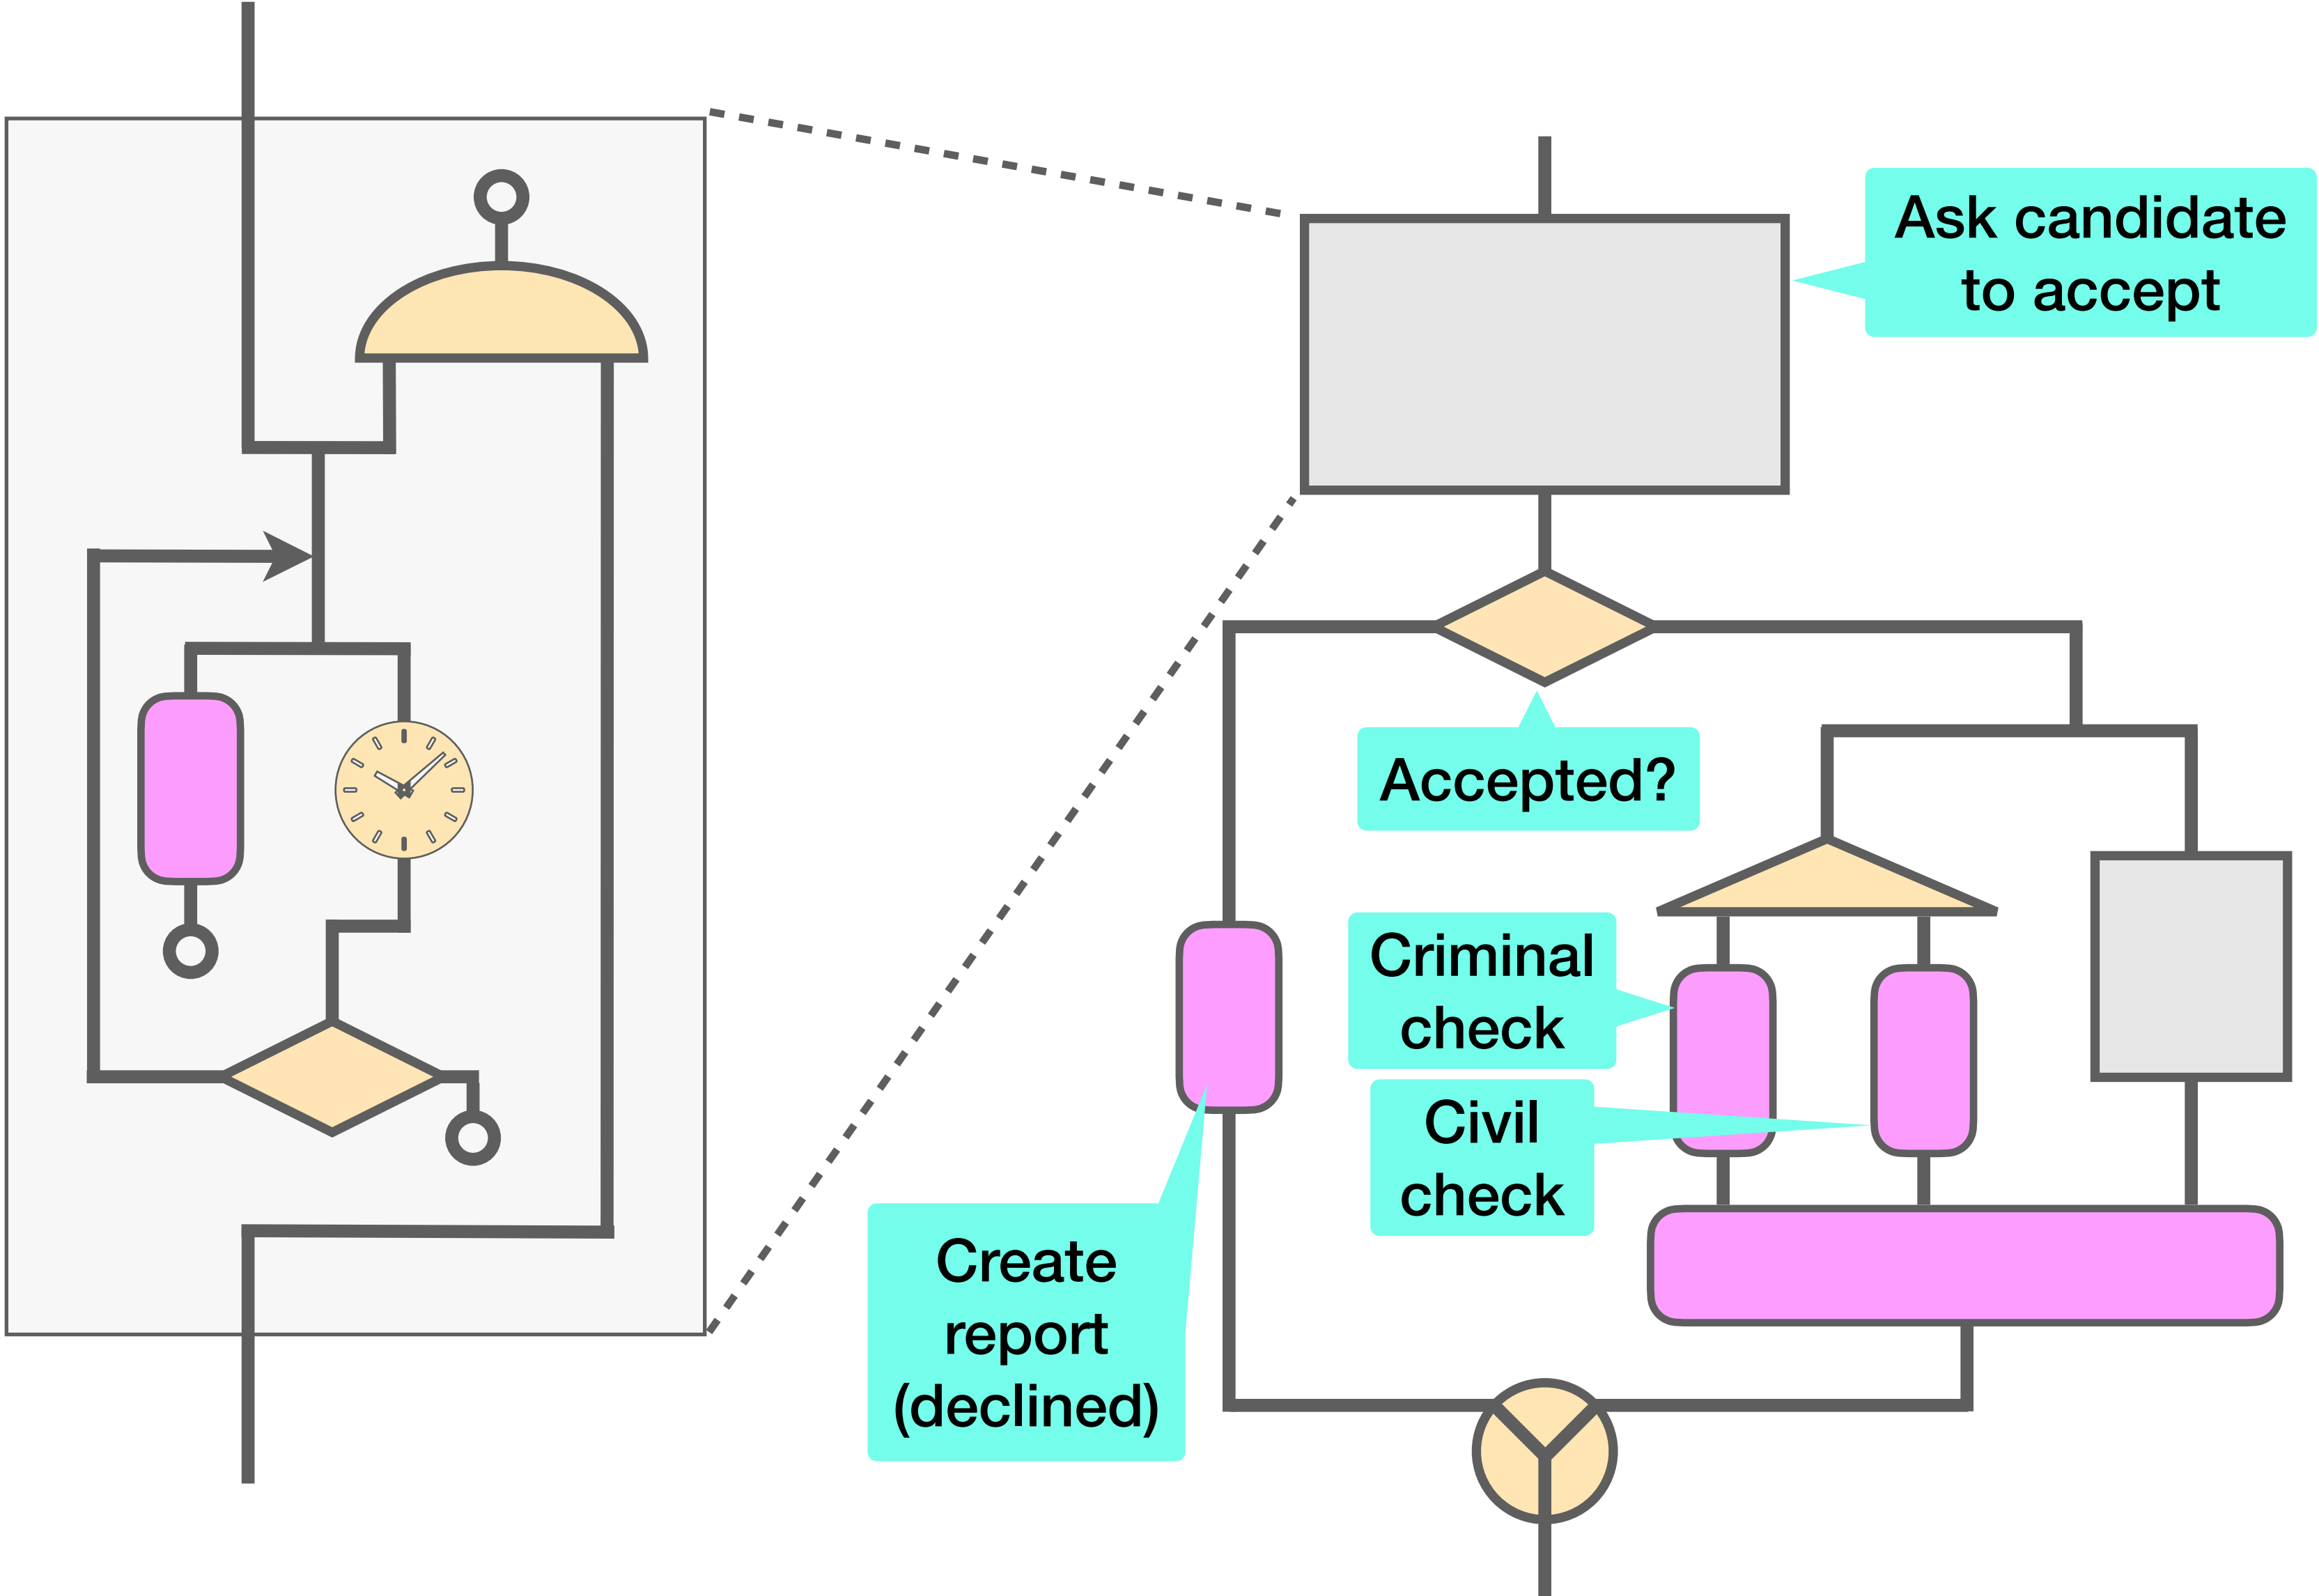 Ask candidate
to accept
Accepted?
Criminal
check
Civil
check
Create
report
(declined)